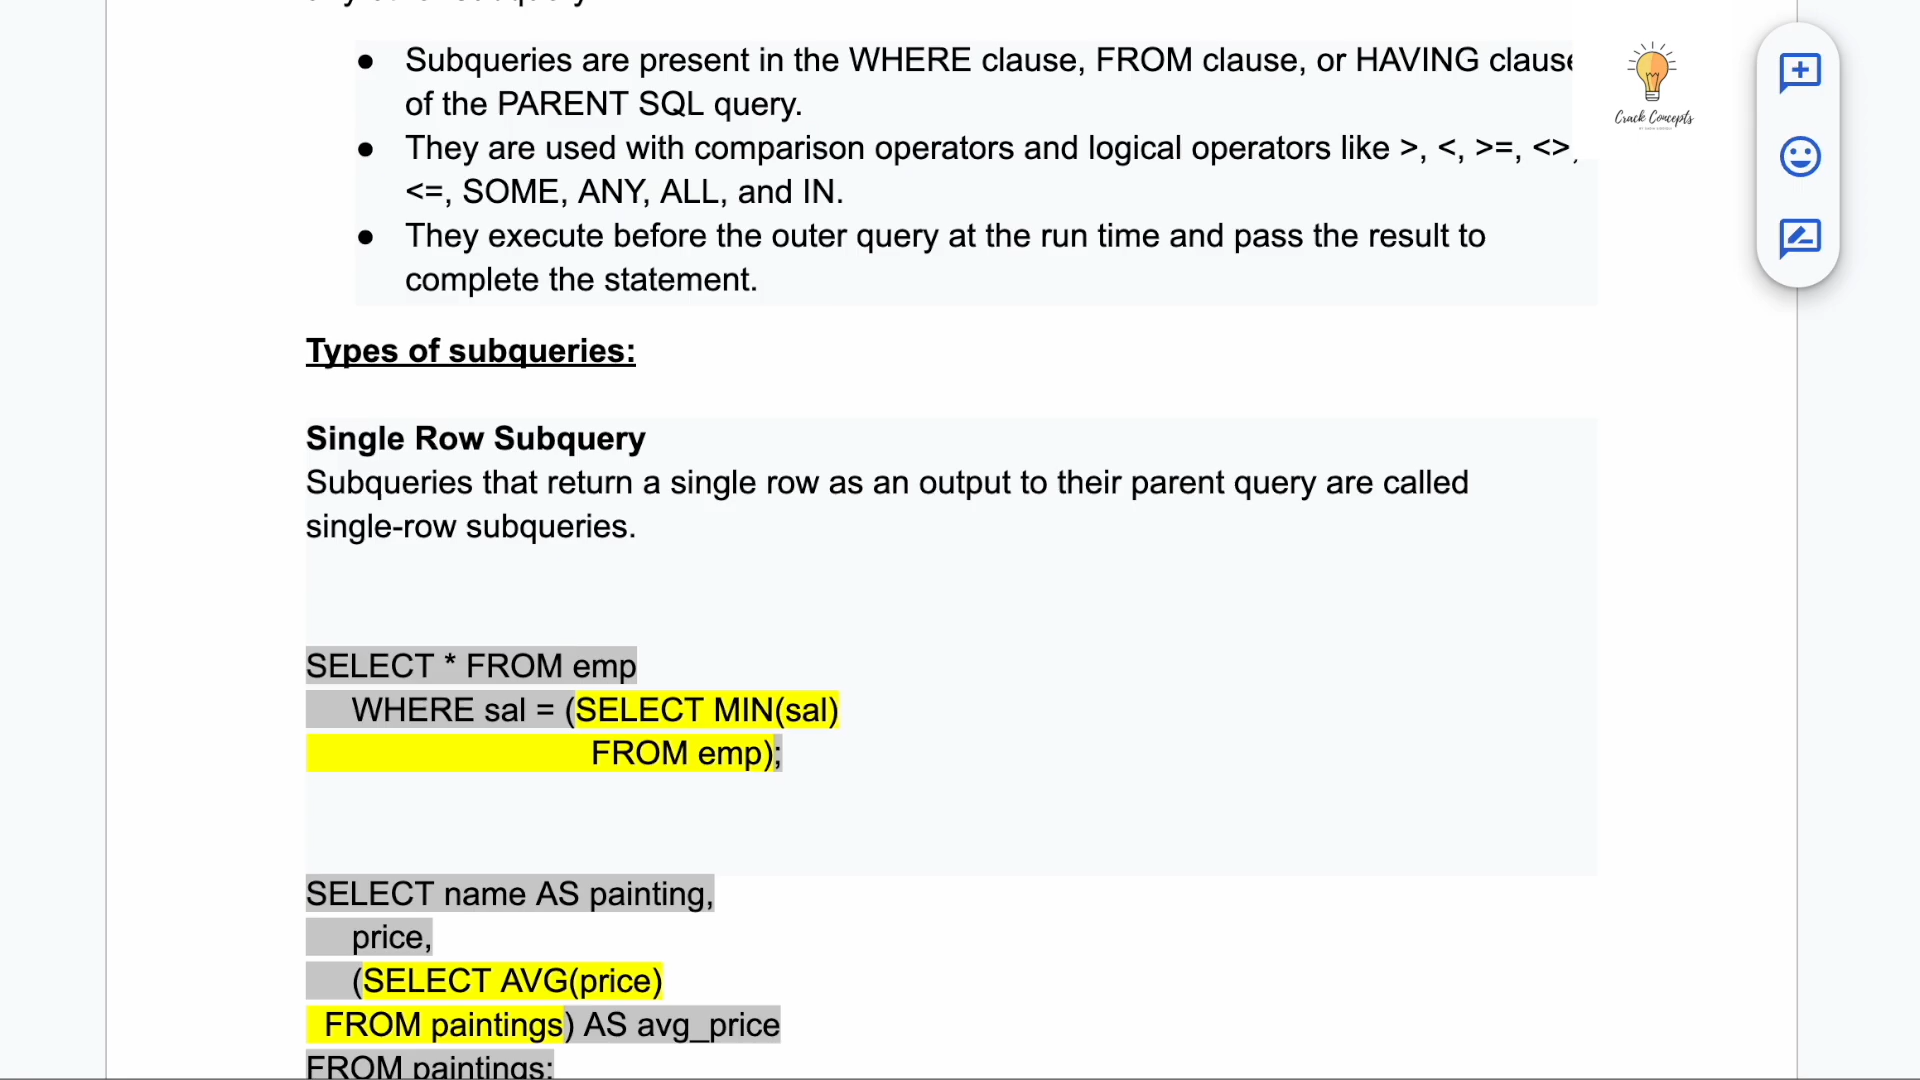 Subqueries are present in the WHERE clause, FROM clause, or HAVING clause
of the PARENT SQL query.
They are used with comparison operators and logical operators like >, <, >=, <>,
<=, SOME, ANY, ALL, and IN.
They execute before the outer query at the run time and pass the result to
complete the statement.
Crack Concepts
Types of subqueries:
Single Row Subquery
Subqueries that return a single row as an output to their parent query are called
single-row subqueries.
SELECT * FROM emp
WHERE sal = (SELECT MIN(sal)
FROM emp);
SELECT name AS painting,
price,
(SELECT AVG(price)
FROM paintings) AS avg_price
FROM paintings;